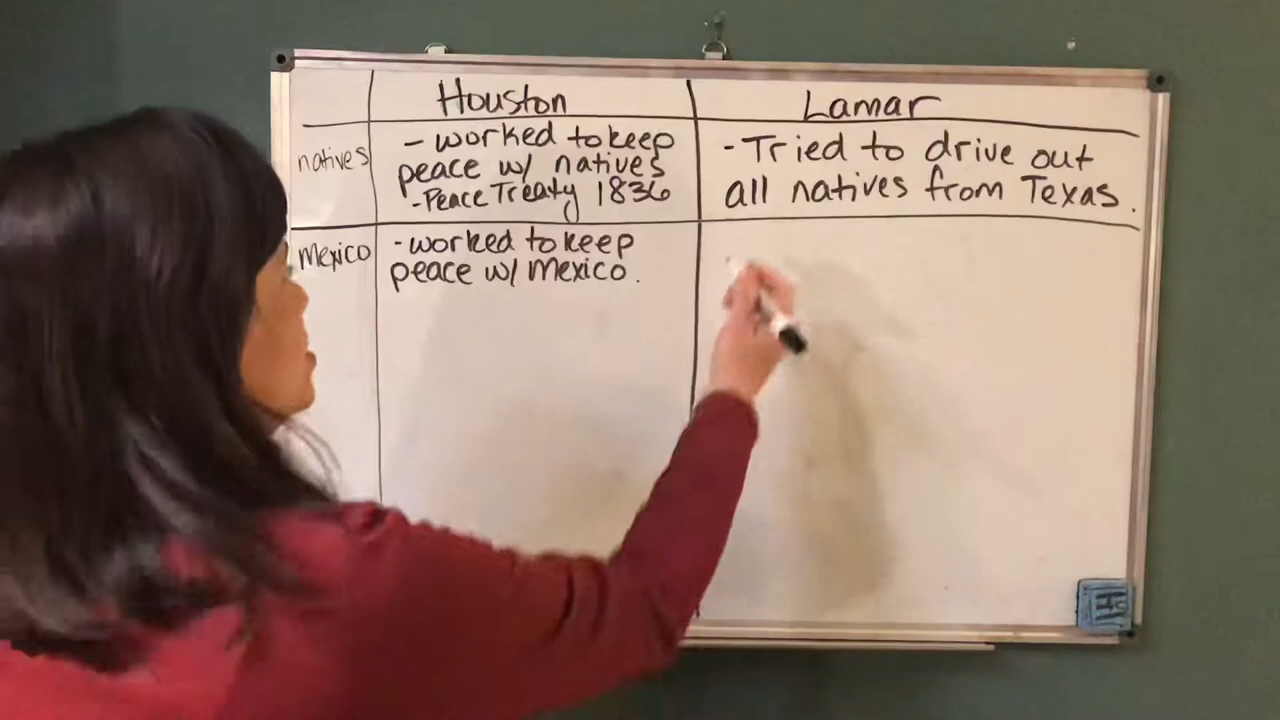 Houston
Lamar
natives
- worked to keep
peace w/ natives
- Peace Treaty 1836
- Tried to drive out
all natives from Texas.
Mexico
- worked to keep
peace w/ Mexico.